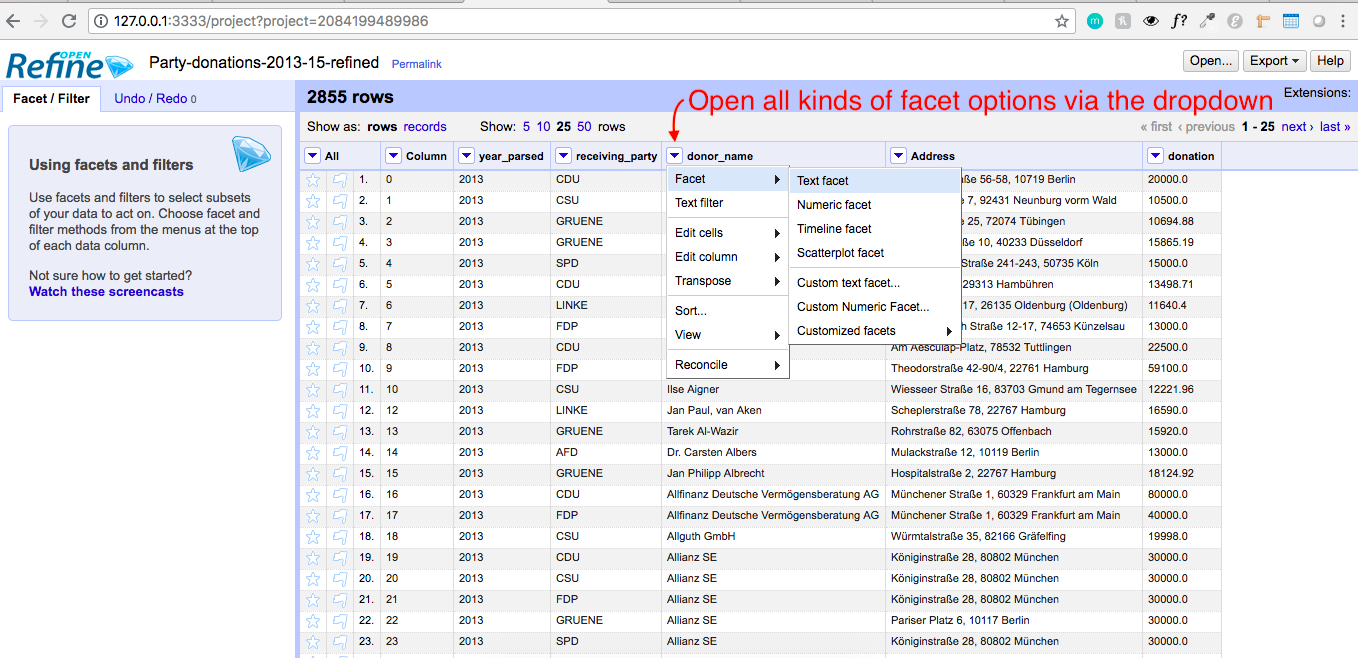 127.0.0.1:3333/project?project=2084199489986
OPEN
Refine Party-donations-2013-15-refined Permalink Open... Export Help
Facet / Filter Undo / Redo 0 2855 rows Extensions:
Open all kinds of facet options via the dropdown
Show as: rows records Show: 5 10 25 50 rows « first ‹ previous 1 - 25 next › last »
Using facets and filters
Use facets and filters to select subsets
of your data to act on. Choose facet and
filter methods from the menus at the top
of each data column.
Not sure how to get started?
Watch these screencasts
All Column year_parsed receiving_party donor_name Address donation
1. 0 2013 CDU ße 56-58, 10719 Berlin 20000.0
2. 1 2013 CSU e 7, 92431 Neunburg vorm Wald 10500.0
3. 2 2013 GRUENE 25, 72074 Tübingen 10694.88
4. 3 2013 GRUENE ße 10, 40233 Düsseldorf 15865.19
5. 4 2013 SPD Straße 241-243, 50735 Köln 15000.0
6. 5 2013 CDU 29313 Hambühren 13498.71
7. 6 2013 LINKE 17, 26135 Oldenburg (Oldenburg) 11640.4
8. 7 2013 FDP h Straße 12-17, 74653 Künzelsau 13000.0
9. 8 2013 CDU Am Aesculap-Platz, 78532 Tuttlingen 22500.0
10. 9 2013 FDP Theodorstraße 42-90/4, 22761 Hamburg 59100.0
11. 10 2013 CSU Ilse Aigner Wiesseer Straße 16, 83703 Gmund am Tegernsee 12221.96
12. 12 2013 LINKE Jan Paul, van Aken Scheplerstraße 78, 22767 Hamburg 16590.0
13. 13 2013 GRUENE Tarek Al-Wazir Rohrstraße 82, 63075 Offenbach 15920.0
14. 14 2013 AFD Dr. Carsten Albers Mulackstraße 12, 10119 Berlin 13000.0
15. 15 2013 GRUENE Jan Philipp Albrecht Hospitalstraße 2, 22767 Hamburg 18124.92
16. 16 2013 CDU Allfinanz Deutsche Vermögensberatung AG Münchener Straße 1, 60329 Frankfurt am Main 80000.0
17. 17 2013 FDP Allfinanz Deutsche Vermögensberatung AG Münchener Straße 1, 60329 Frankfurt am Main 40000.0
18. 18 2013 CSU Allguth GmbH Würmtalstraße 35, 82166 Gräfelfing 19998.0
19. 19 2013 CDU Allianz SE Königinstraße 28, 80802 München 30000.0
20. 20 2013 CSU Allianz SE Königinstraße 28, 80802 München 30000.0
21. 21 2013 FDP Allianz SE Königinstraße 28, 80802 München 30000.0
22. 22 2013 GRUENE Allianz SE Pariser Platz 6, 10117 Berlin 30000.0
23. 23 2013 SPD Allianz SE Königinstraße 28, 80802 München 30000.0
Facet
Text filter
Edit cells
Edit column
Transpose
Sort...
View
Reconcile
Text facet
Numeric facet
Timeline facet
Scatterplot facet
Custom text facet...
Custom Numeric Facet...
Customized facets